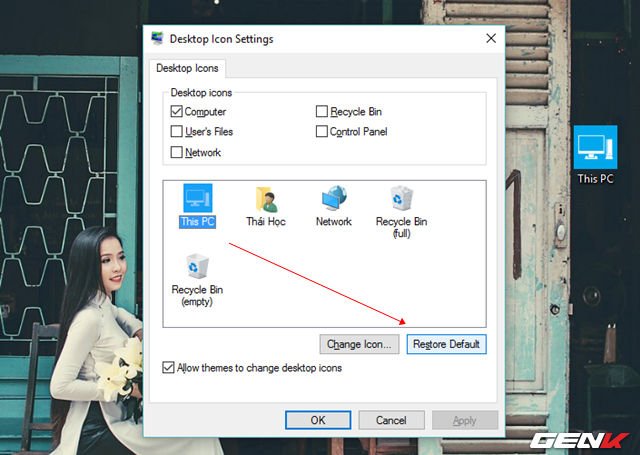 Desktop Icon Settings
Desktop Icons
Desktop icons
Computer
Recycle Bin
User's Files
Control Panel
Network
This PC
Thái Học
Network
Recycle Bin
(full)
Recycle Bin
(empty)
Change Icon...
Restore Default
Allow themes to change desktop icons
OK
Cancel
Apply
This PC
1
GENK